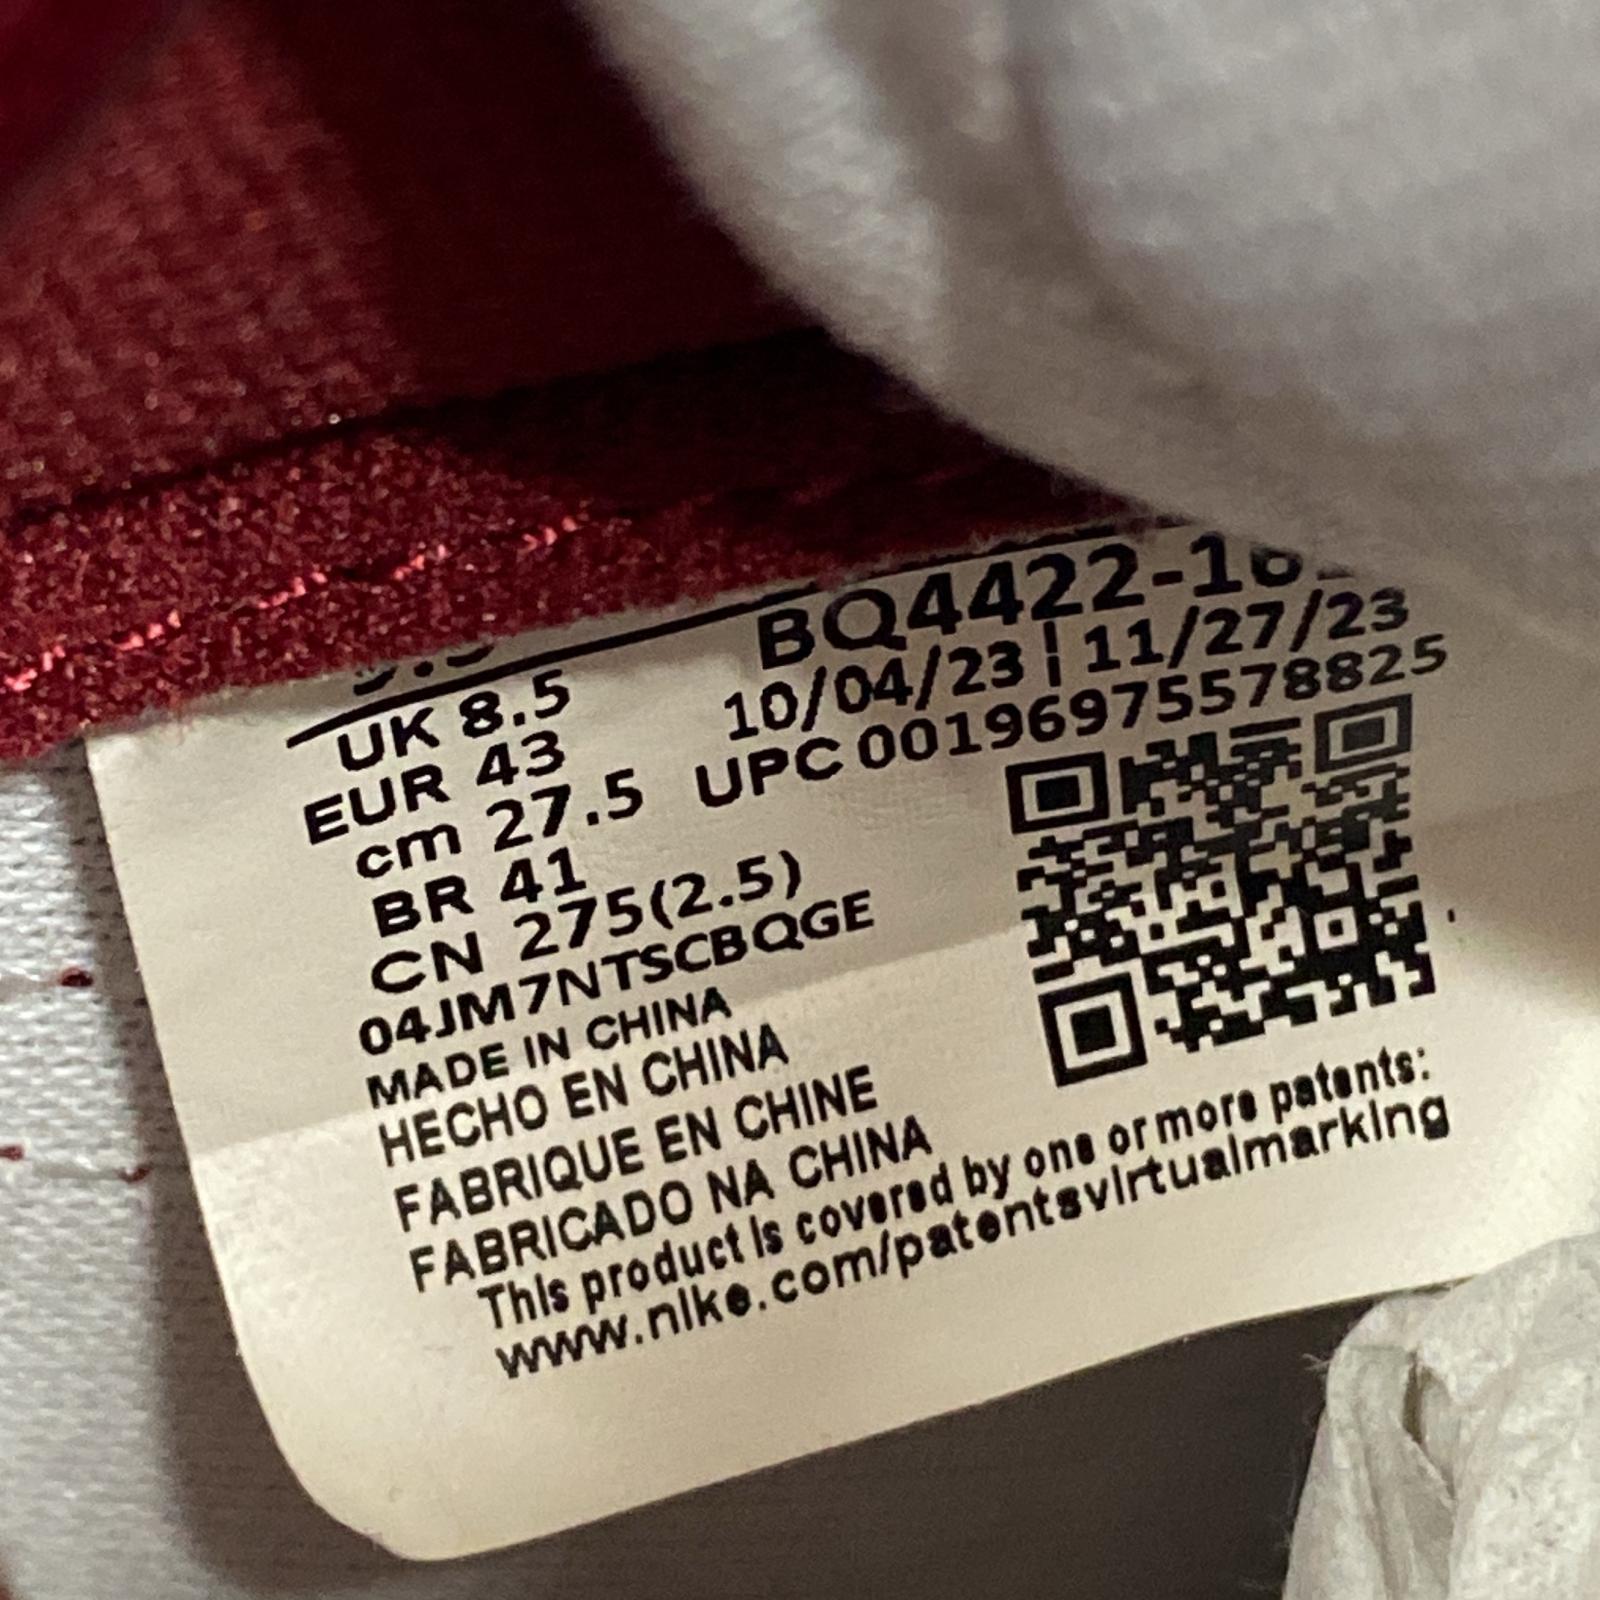 BQ4422-16
10/04/23 | 11/27/23
UPC 00196975578825
UK 8.5
EUR 43
cm 27.5
BR 41
CN 275(2.5)
04JM7NTSCBQGE
MADE IN CHINA
HECHO EN CHINA
FABRIQUE EN CHINE
FABRICADO NA CHINA
This product is covered by one or more patents:
www.nike.com/patentsvirtualmarking